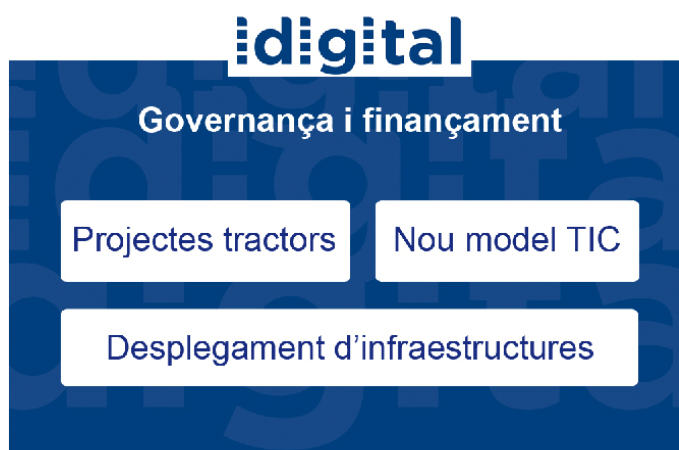 idigital
Governança i finançament
Projectes tractors
Nou model TIC
Desplegament d'infraestructures